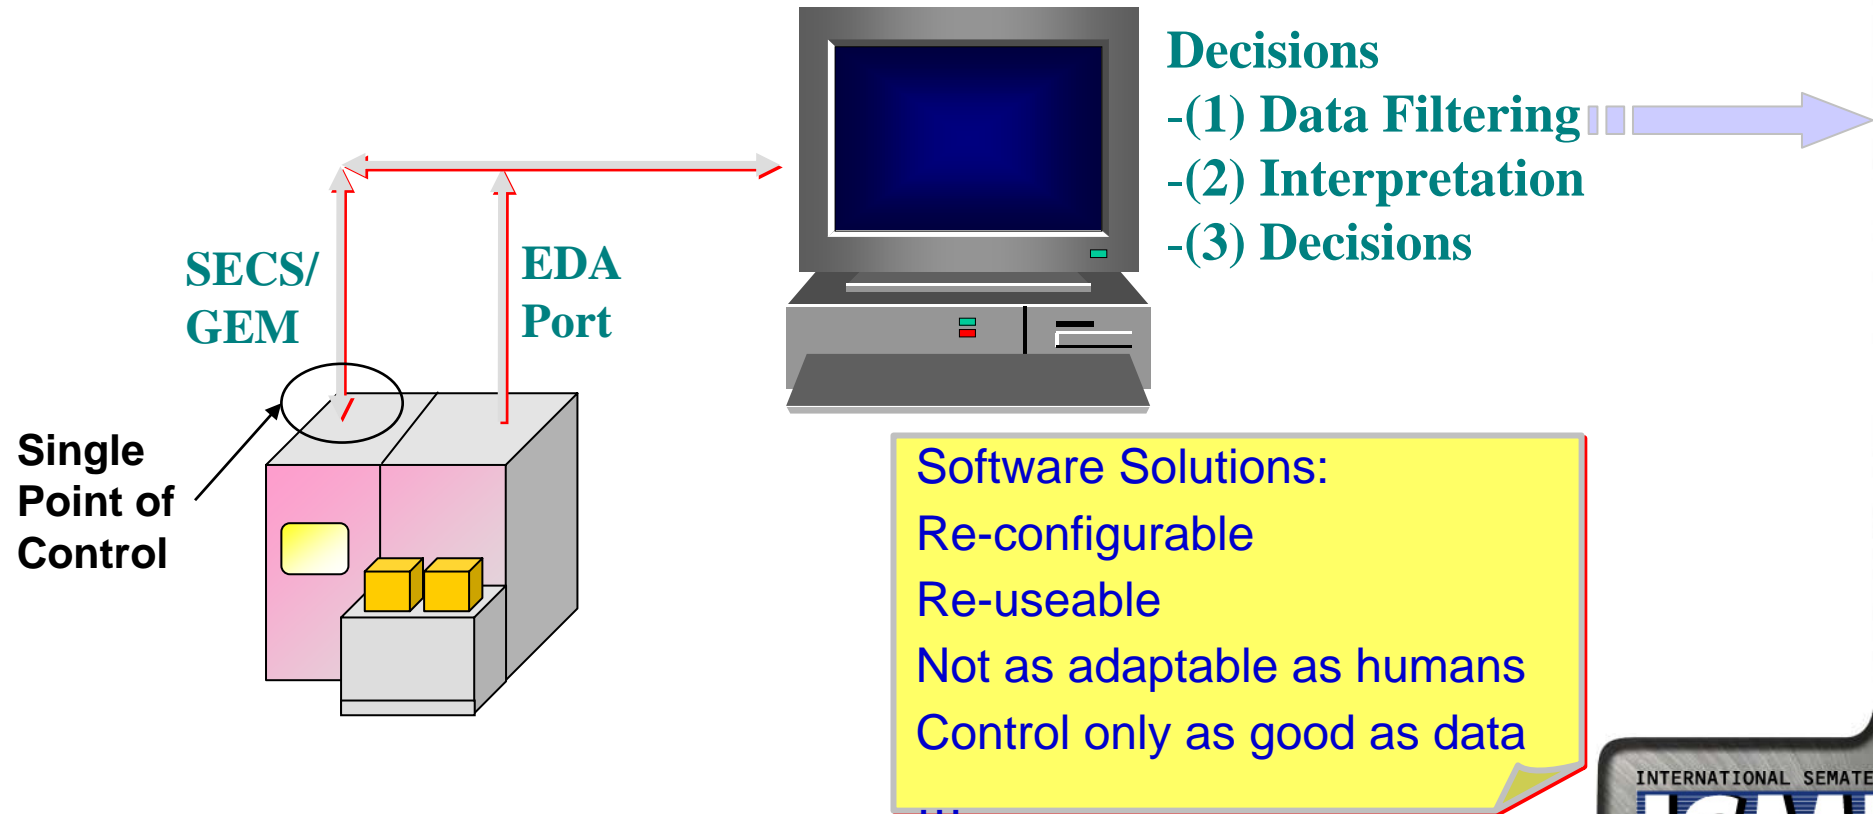 Decisions
-(1) Data Filtering
-(2) Interpretation
-(3) Decisions
SECS/
GEM
EDA
Port
Single
Point of
Control
Software Solutions:
Re-configurable
Re-useable
Not as adaptable as humans
Control only as good as data
...
INTERNATIONAL